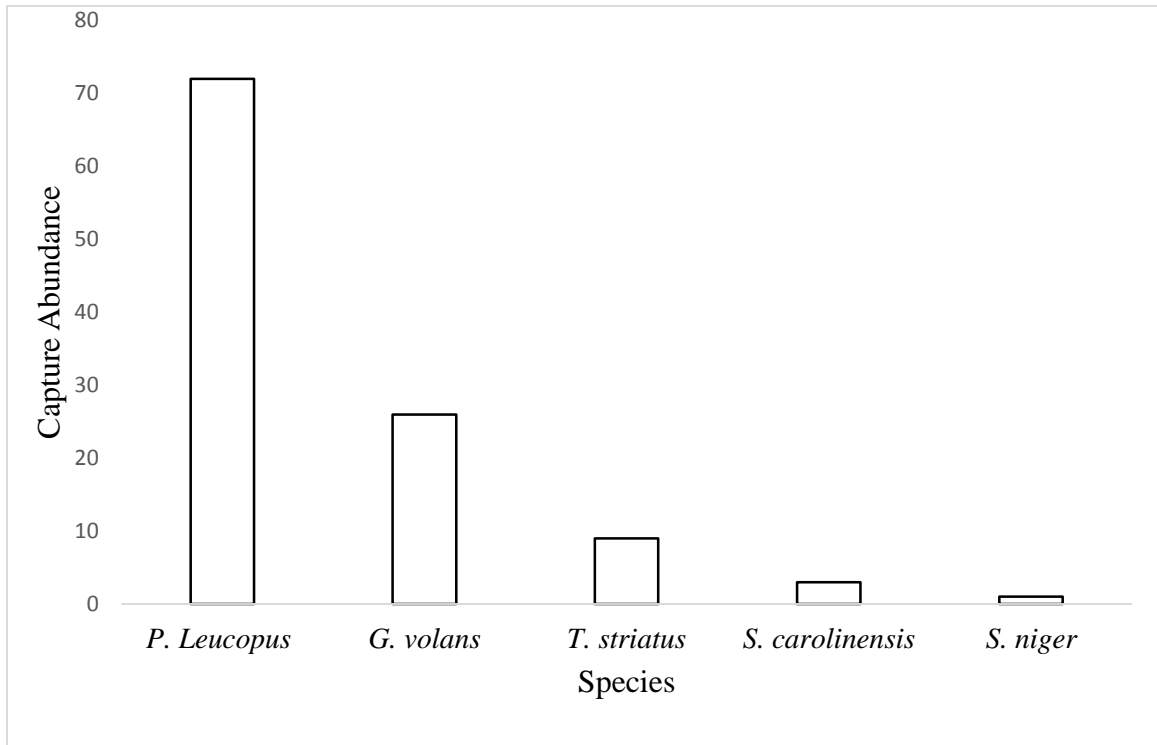 80
70
60
50
40
30
20
10
0
Capture Abundance
P. Leucopus
G. volans
T. striatus
S. carolinensis
S. niger
Species